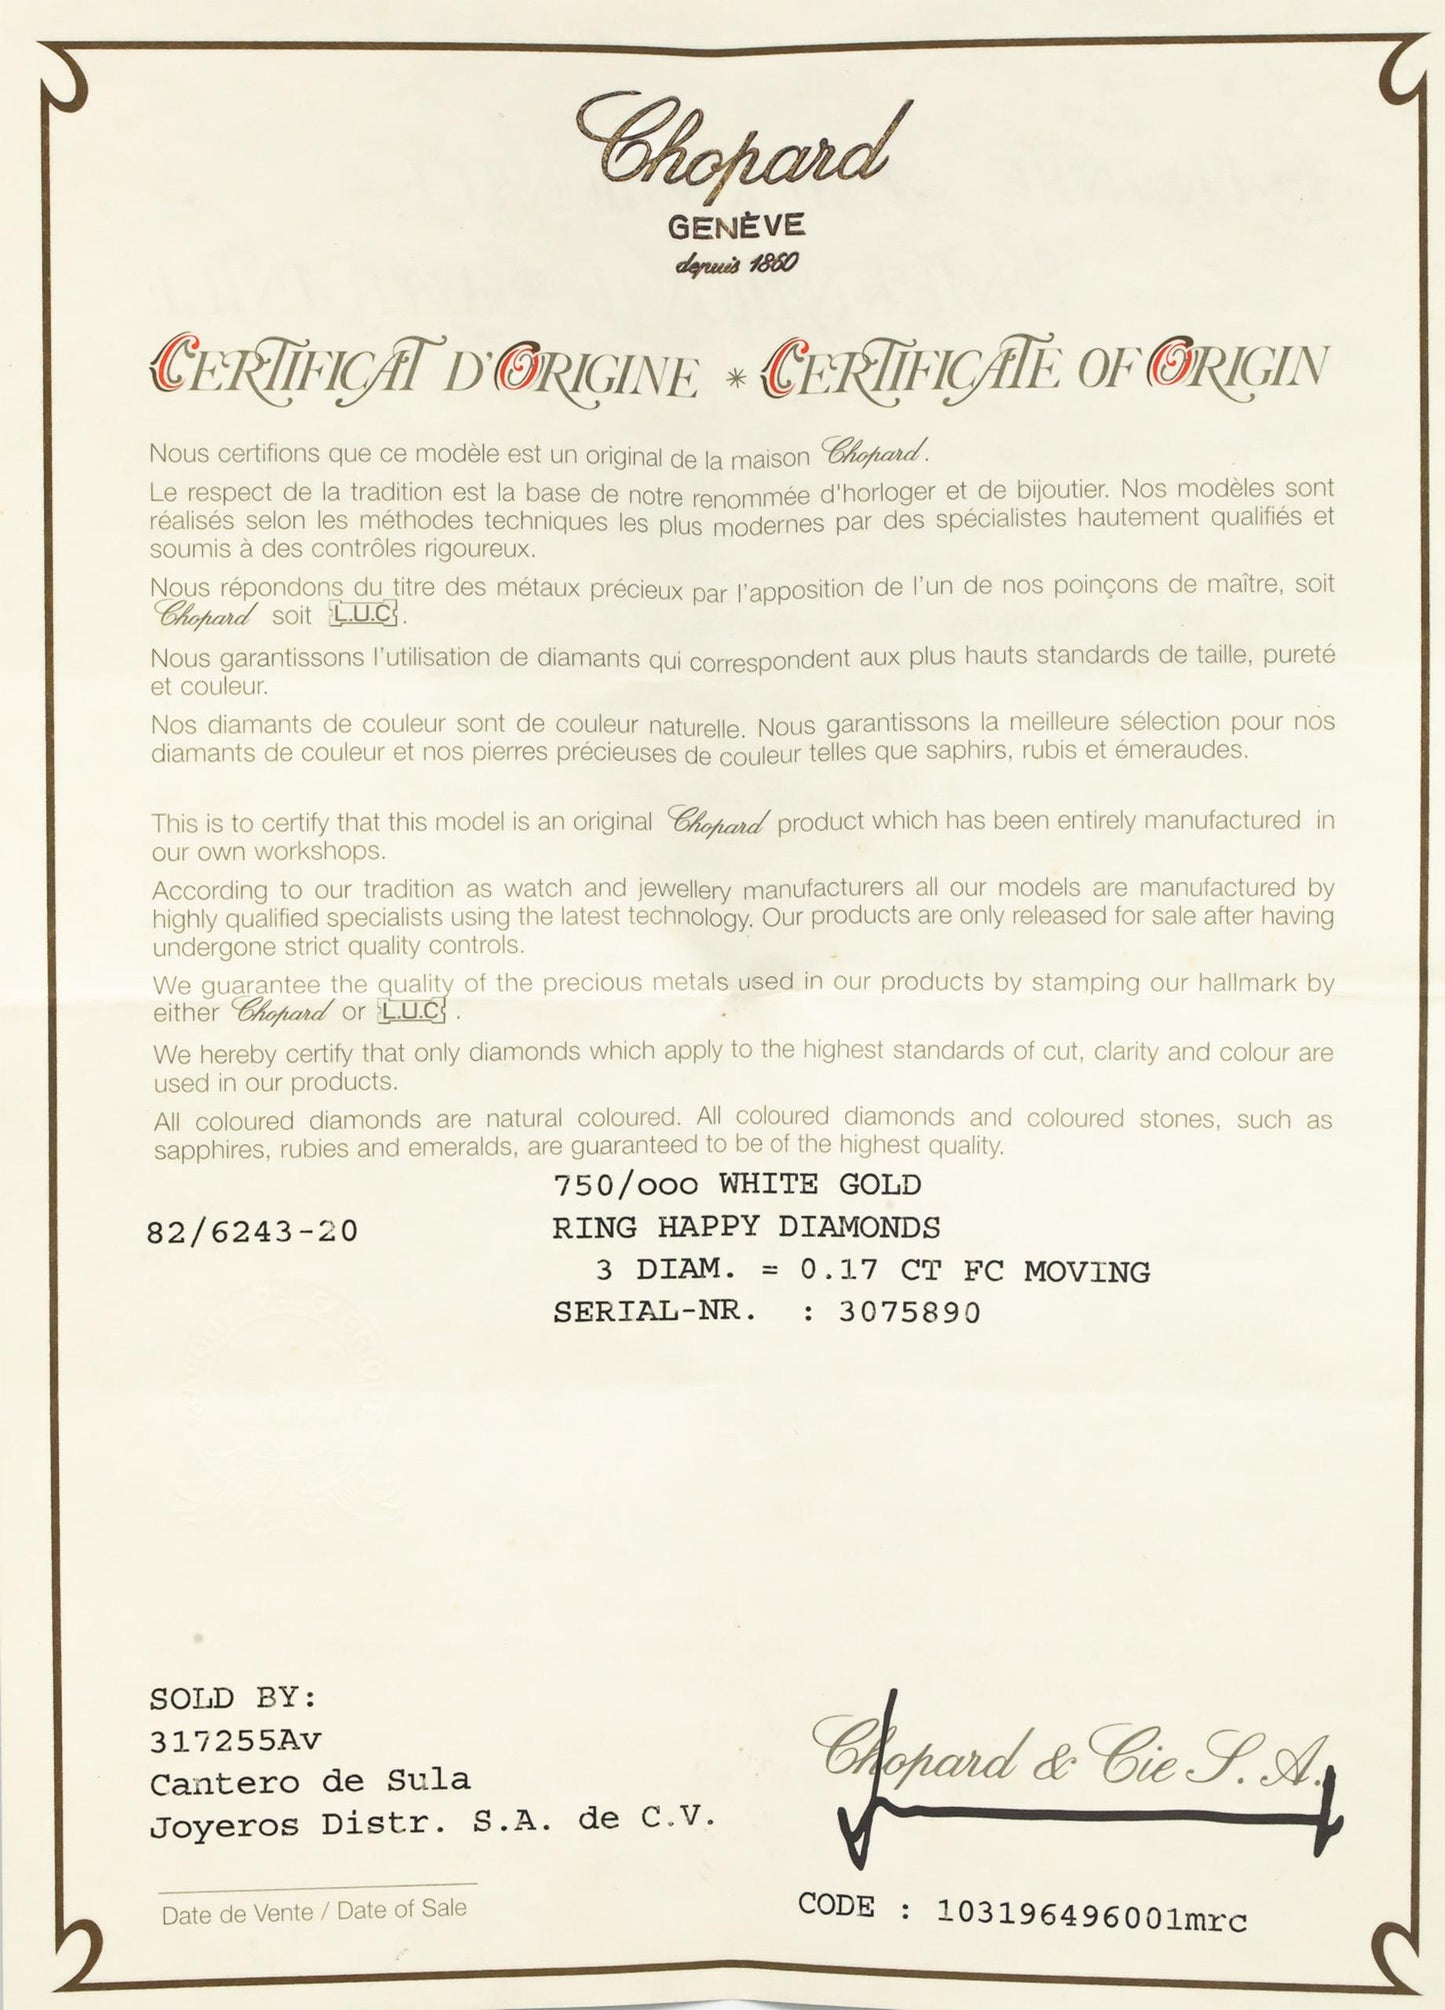 Chopard
GENÈVE
depuis 1860
CERTIFICAT D'ORIGINE * CERTIFICATE OF ORIGIN
Nous certifions que ce modèle est un original de la maison Chopard.
Le respect de la tradition est la base de notre renommée d'horloger et de bijoutier. Nos modèles sont
réalisés selon les méthodes techniques les plus modernes par des spécialistes hautement qualifiés et
soumis à des contrôles rigoureux.
Nous répondons du titre des métaux précieux par l'apposition de l'un de nos poinçons de maître, soit
Chopard soit L.U.C.
Nous garantissons l'utilisation de diamants qui correspondent aux plus hauts standards de taille, pureté
et couleur.
Nos diamants de couleur sont de couleur naturelle. Nous garantissons la meilleure sélection pour nos
diamants de couleur et nos pierres précieuses de couleur telles que saphirs, rubis et émeraudes.
This is to certify that this model is an original Chopard product which has been entirely manufactured in
our own workshops.
According to our tradition as watch and jewellery manufacturers all our models are manufactured by
highly qualified specialists using the latest technology. Our products are only released for sale after having
undergone strict quality controls.
We guarantee the quality of the precious metals used in our products by stamping our hallmark by
either Chopard or L.U.C .
We hereby certify that only diamonds which apply to the highest standards of cut, clarity and colour are
used in our products.
All coloured diamonds are natural coloured. All coloured diamonds and coloured stones, such as
sapphires, rubies and emeralds, are guaranteed to be of the highest quality.
750/ooo WHITE GOLD
82/6243-20 RING HAPPY DIAMONDS
3 DIAM. = 0.17 CT FC MOVING
SERIAL-NR. : 3075890
SOLD BY:
317255Av
Cantero de Sula
Joyeros Distr. S.A. de C.V.
Chopard & Cie S. A.
Date de Vente / Date of Sale
CODE : 103196496001mrc